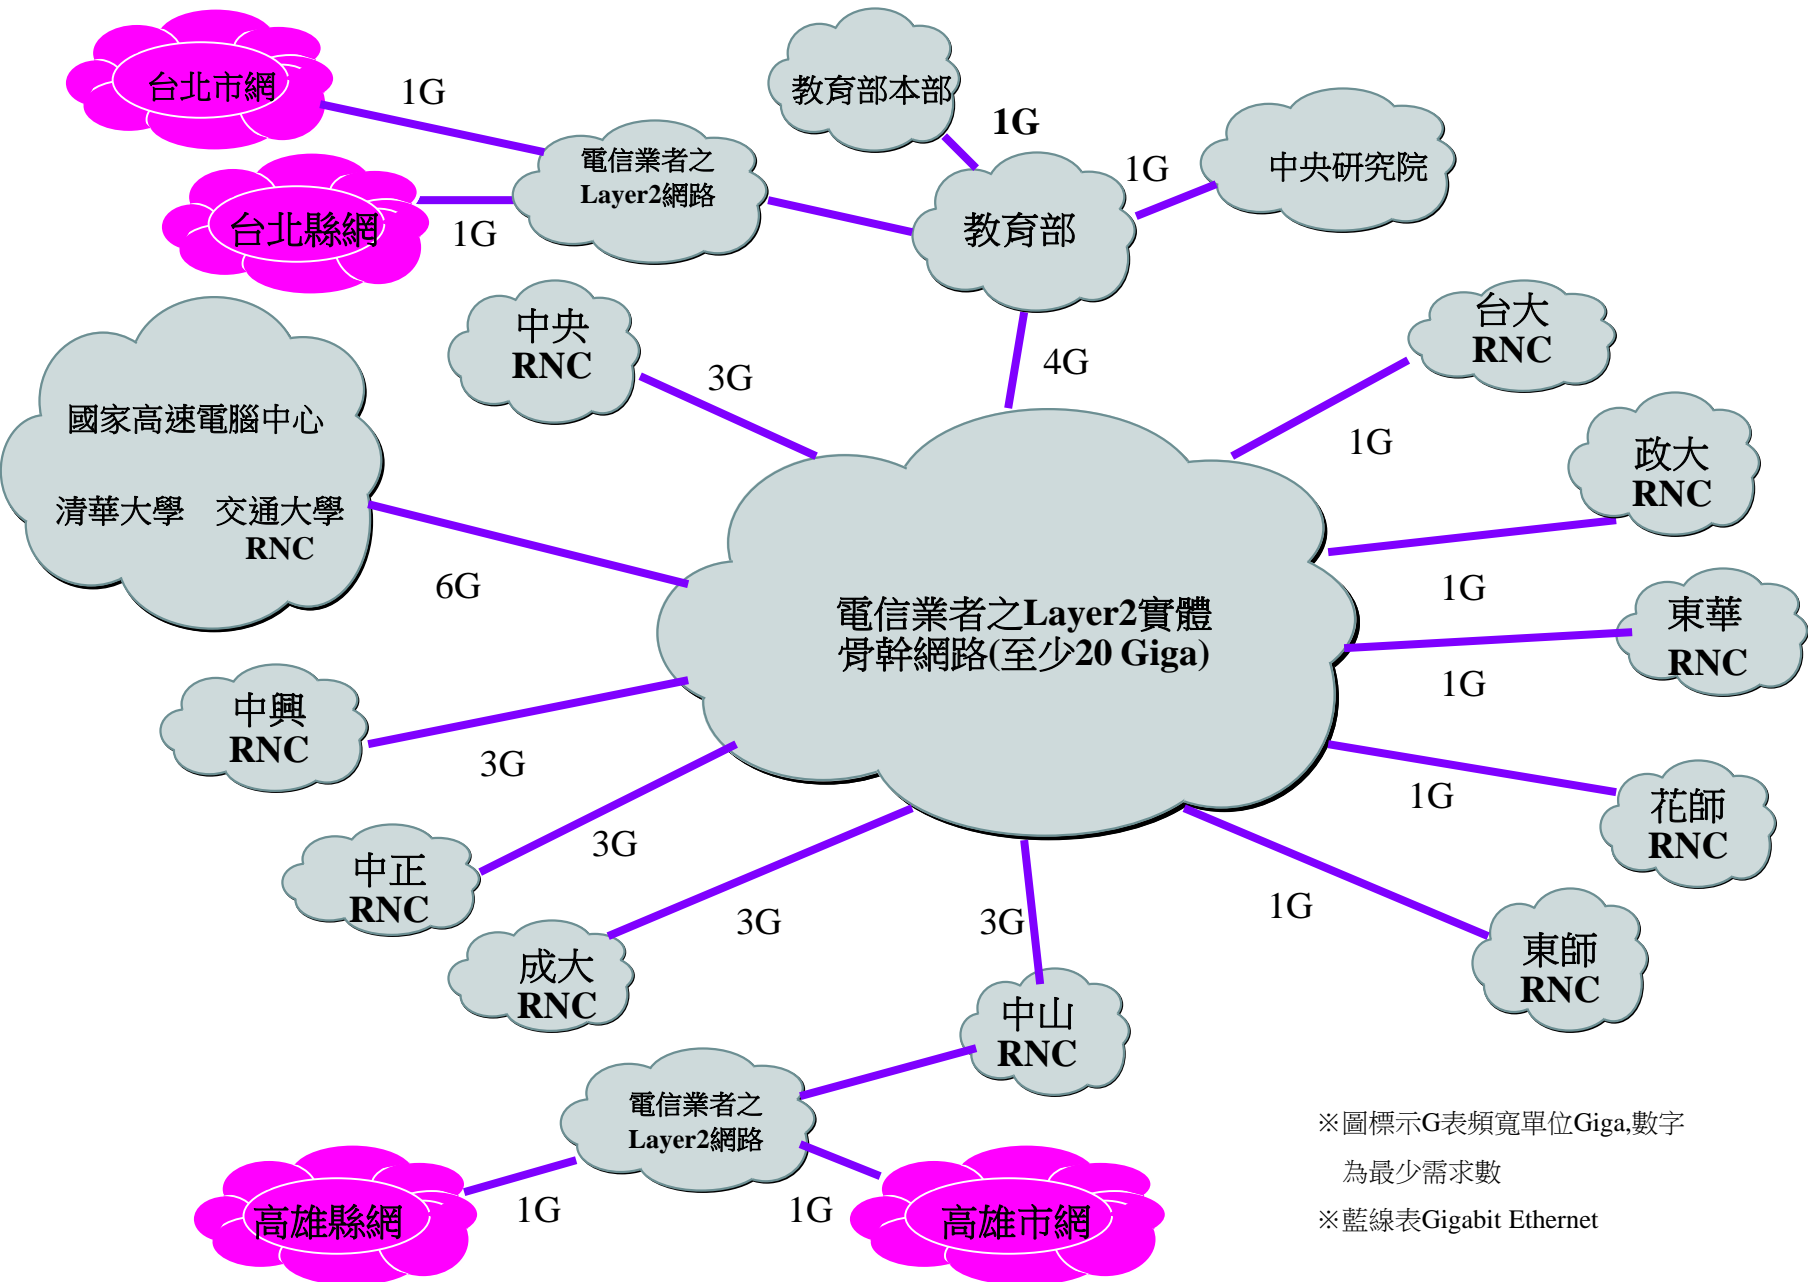 台北市網
1G
教育部本部
1G
電信業者之
Layer2網路
1G
中央研究院
台北縣網
1G
教育部
中央
RNC
3G
4G
台大
RNC
1G
國家高速電腦中心
清華大學 交通大學
RNC
6G
政大
RNC
1G
電信業者之Layer2實體
骨幹網路(至少20 Giga)
東華
RNC
1G
中興
RNC
3G
花師
RNC
1G
中正
RNC
3G
成大
RNC
3G
3G
1G
東師
RNC
中山
RNC
電信業者之
Layer2網路
高雄縣網
1G
1G
高雄市網
※圖標示G表頻寬單位Giga,數字
為最少需求數
※藍線表Gigabit Ethernet